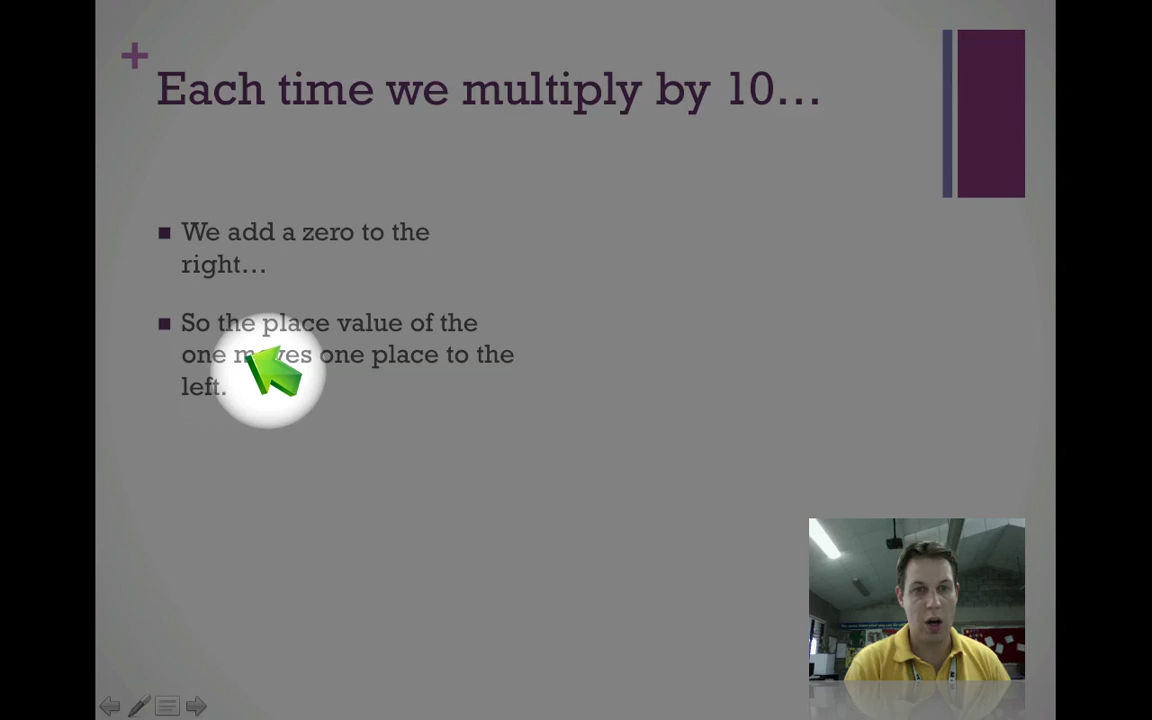 +
Each time we multiply by 10…
We add a zero to the
right…
So the place value of the
one moves one place to the
left.